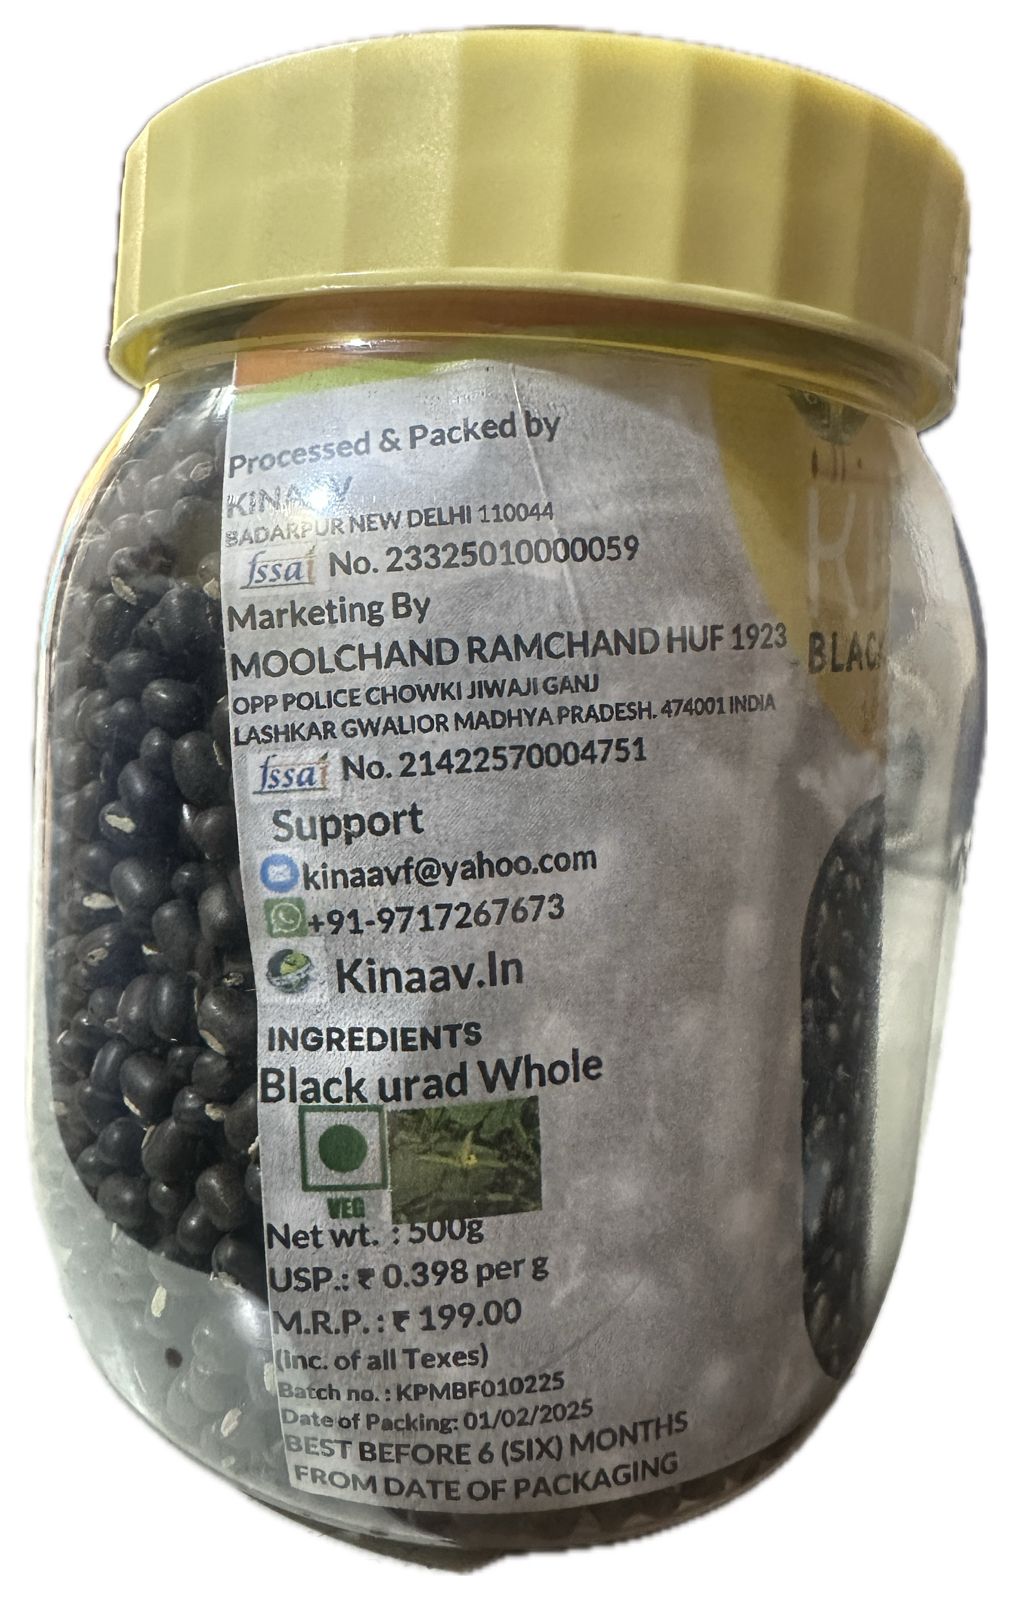 Processed & Packed by
KINAAV
BADARPUR NEW DELHI 110044
fssai No. 23325010000059
Marketing By
MOOLCHAND RAMCHAND HUF 1923
OPP POLICE CHOWKI JIWAJI GANJ
LASHKAR GWALIOR MADHYA PRADESH. 474001 INDIA
fssai No. 21422570004751
Support
kinaavf@yahoo.com
+91-9717267673
Kinaav.In
INGREDIENTS
Black urad Whole
VEG
Net wt. : 500g
USP.: ₹ 0.398 per g
M.R.P. : ₹ 199.00
(Inc. of all Texes)
Batch no. : KPMBF010225
Date of Packing: 01/02/2025
BEST BEFORE 6 (SIX) MONTHS
FROM DATE OF PACKAGING
KI
BLAC